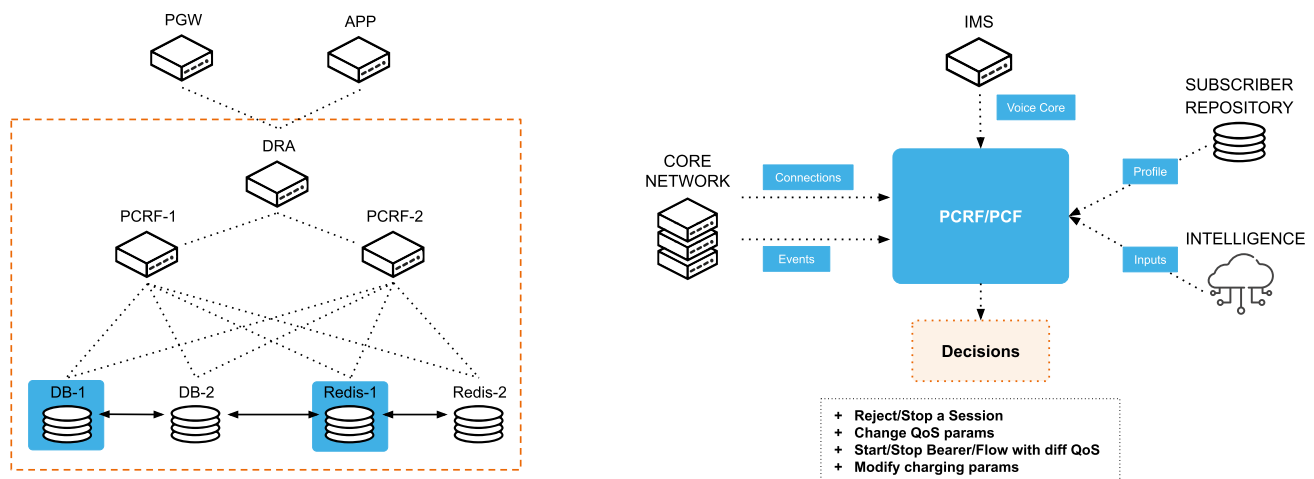 PGW
APP
DRA
PCRF-1
PCRF-2
DB-1
DB-2
Redis-1
Redis-2
IMS
Voice Core
SUBSCRIBER
REPOSITORY
CORE
NETWORK
Connections
Profile
PCRF/PCF
Events
INTELLIGENCE
Inputs
Decisions
+ Reject/Stop a Session
+ Change QoS params
+ Start/Stop Bearer/Flow with diff QoS
+ Modify charging params